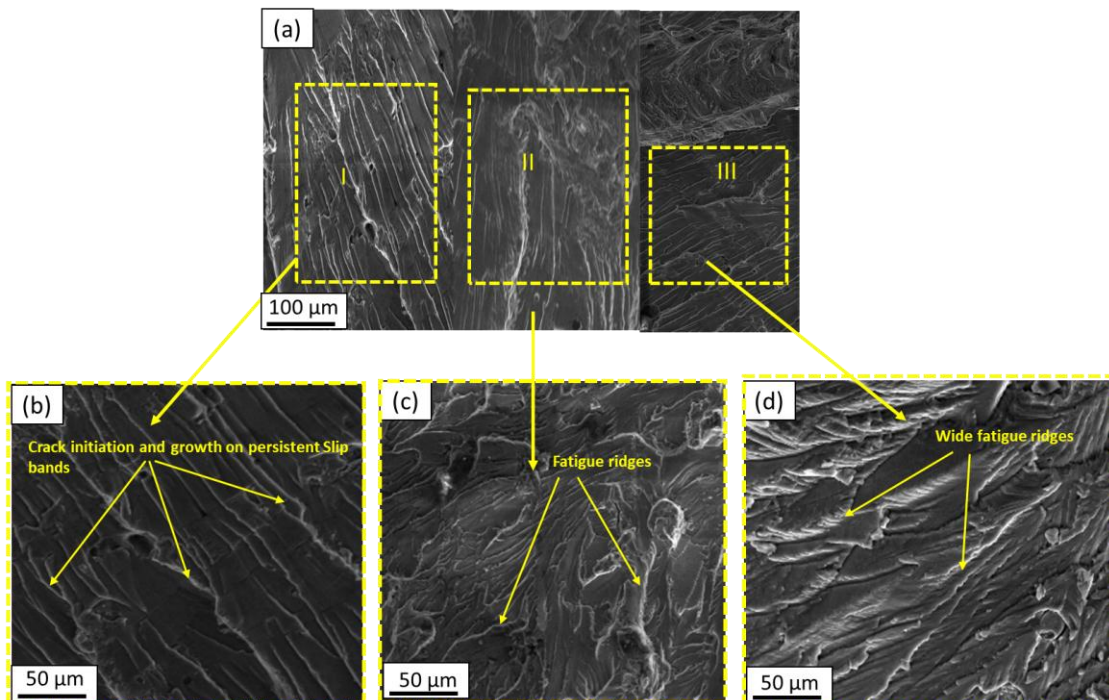 (a)
I
II
III
100 μm
(b)
Crack initiation and growth on persistent Slip
bands
50 μm
(c)
Fatigue ridges
50 μm
(d)
Wide fatigue ridges
50 μm